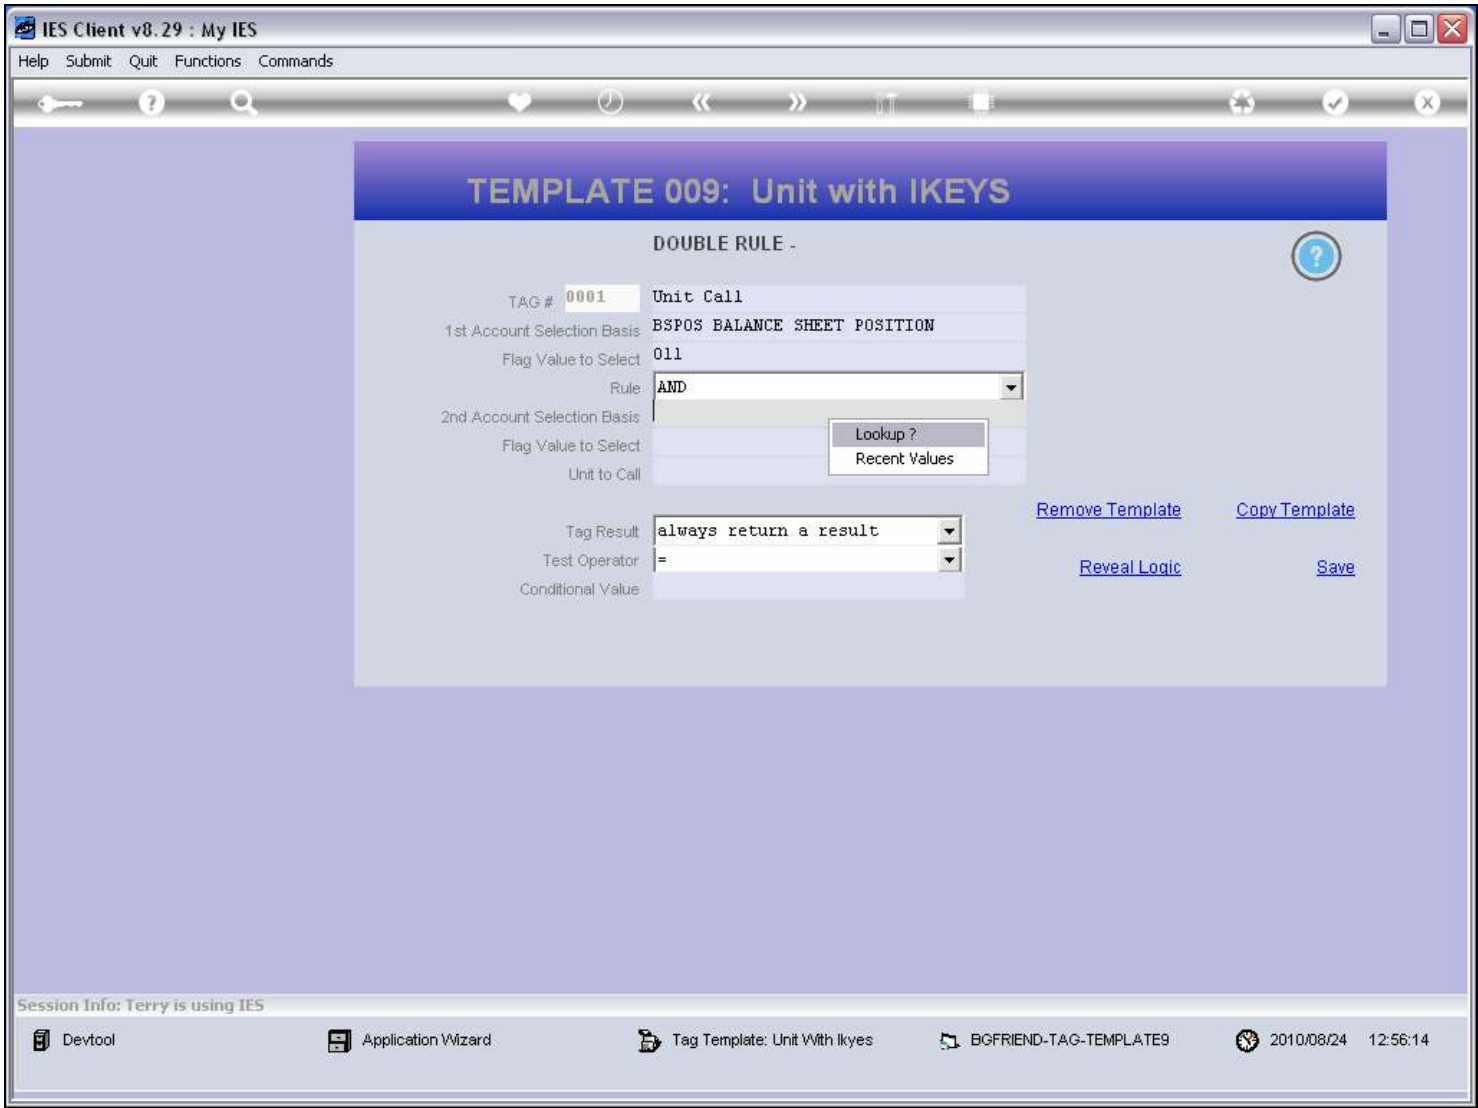 IES Client v8.29 : My IES
Help Submit Quit Functions Commands
TEMPLATE 009: Unit with IKEYS
DOUBLE RULE -
TAG # 0001 Unit Call
1st Account Selection Basis BSPOS BALANCE SHEET POSITION
Flag Value to Select 011
Rule AND
2nd Account Selection Basis
Lookup ?
Flag Value to Select
Recent Values
Unit to Call
Remove Template Copy Template
Tag Result always return a result
Test Operator =
Reveal Logic Save
Conditional Value
Session Info: Terry is using IES
Devtool Application Wizard Tag Template: Unit With Ikyes BGFRIEND-TAG-TEMPLATE9 2010/08/24 12:56:14